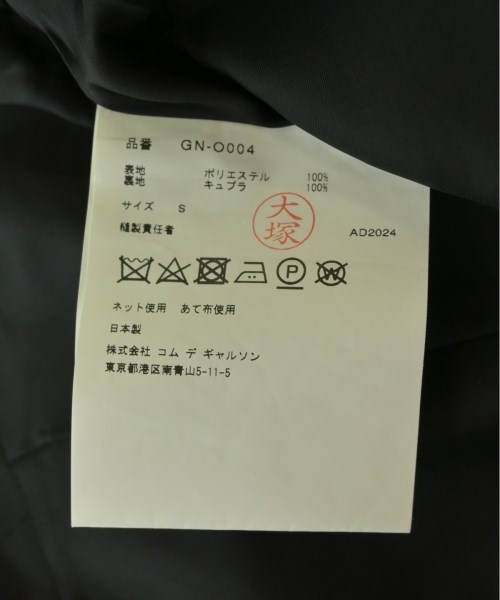 品番 GN-O004
表地 ポリエステル 100%
裏地 キュプラ 100%
サイズ S
縫製責任者 大塚 AD2024
P W
ネット使用 あて布使用
日本製
株式会社 コム デ ギャルソン
東京都港区南青山5-11-5